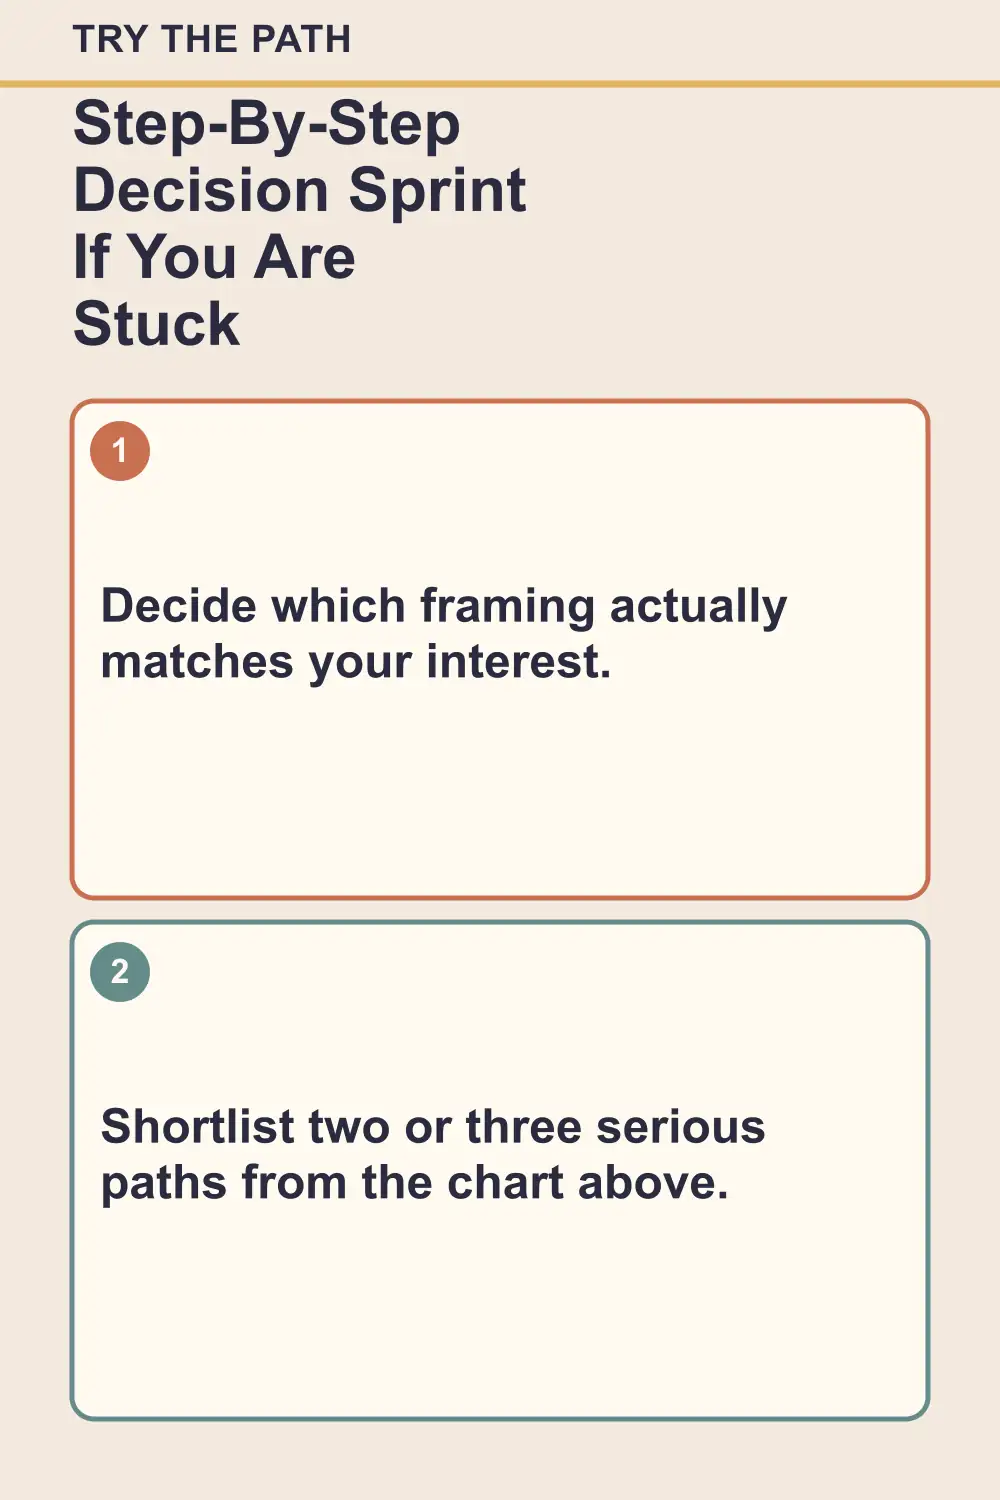 TRY THE PATH
Step-By-Step
Decision Sprint
If You Are
Stuck
1
Decide which framing actually
matches your interest.
2
Shortlist two or three serious
paths from the chart above.